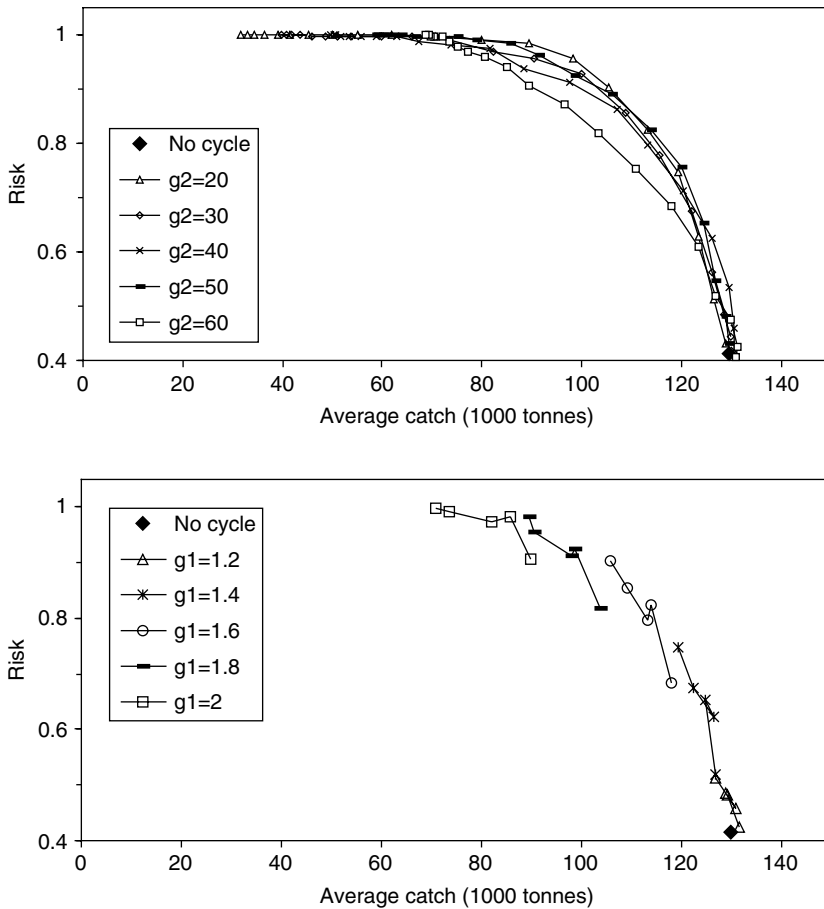 1
0.8
0.6
0.4
Risk
No cycle
g2=20
g2=30
g2=40
g2=50
g2=60
0 20 40 60 80 100 120 140
Average catch (1000 tonnes)
1
0.8
0.6
0.4
Risk
No cycle
g1=1.2
g1=1.4
g1=1.6
g1=1.8
g1=2
0 20 40 60 80 100 120 140
Average catch (1000 tonnes)